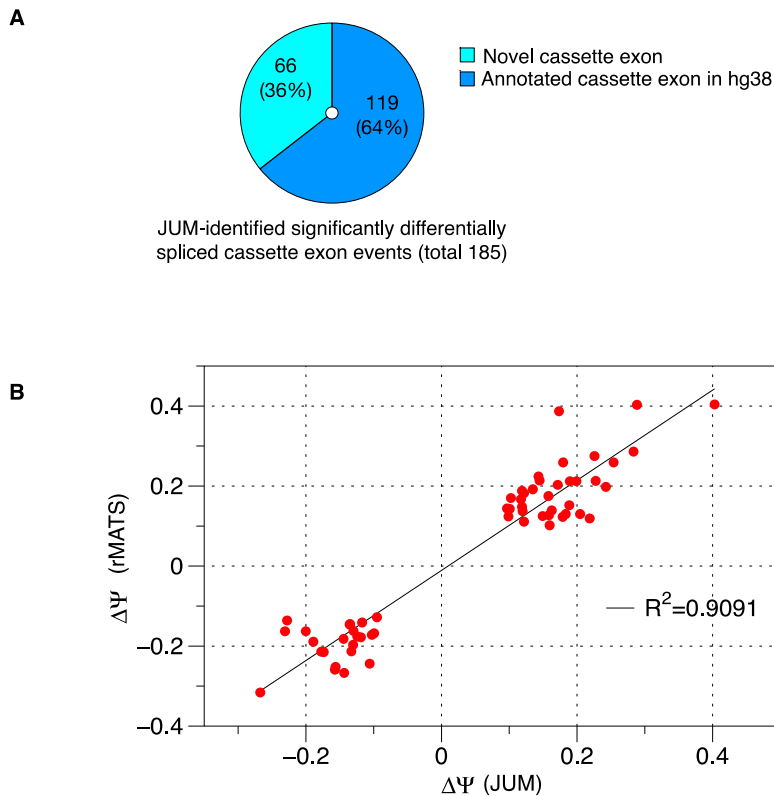 A
66
(36%)
119
(64%)
Novel cassette exon
Annotated cassette exon in hg38
JUM-identified significantly differentially
spliced cassette exon events (total 185)
B
ΔΨ (rMATS)
0.4
0.2
0
−0.2
−0.4
R²=0.9091
−0.2
0
0.2
0.4
ΔΨ (JUM)